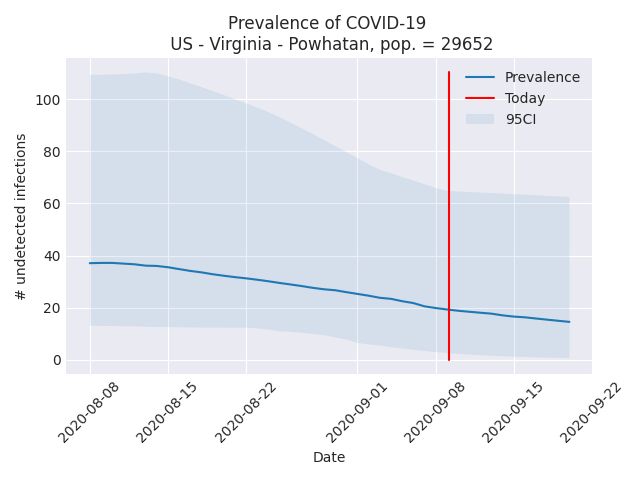 Prevalence of COVID-19
US - Virginia - Powhatan, pop. = 29652
Prevalence
Today
95CI
# undetected infections
100
80
60
40
20
0
2020-08-08
2020-08-15
2020-08-22
2020-09-01
2020-09-08
2020-09-15
2020-09-22
Date